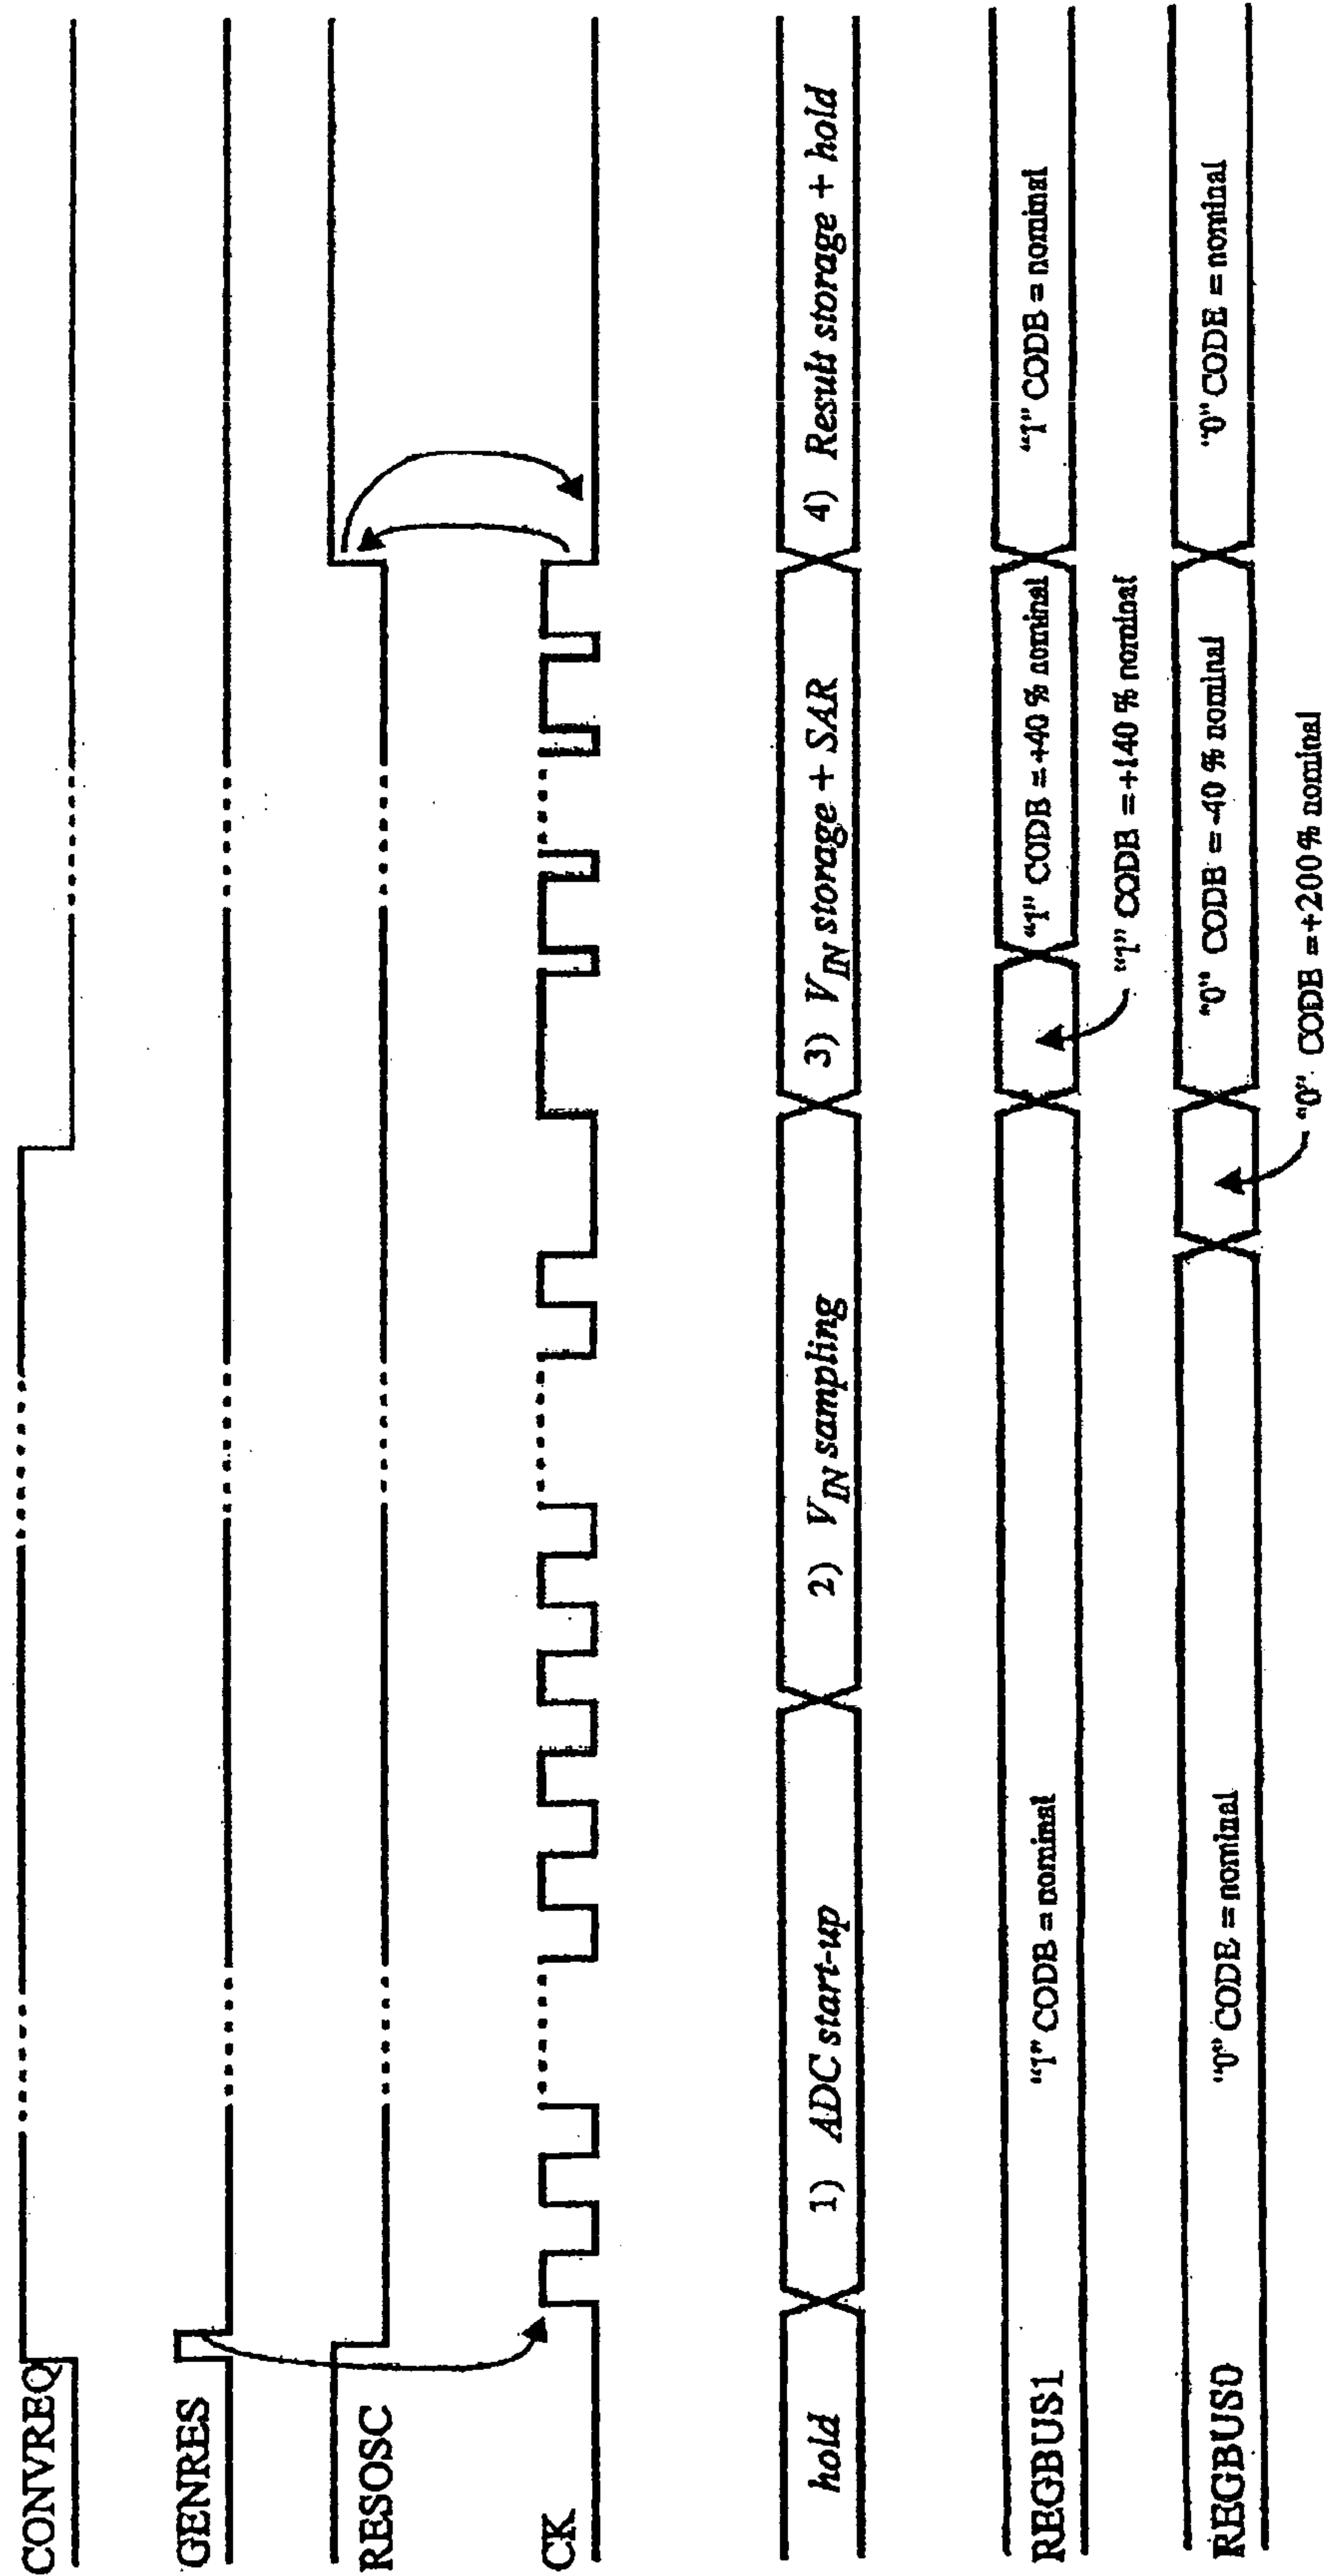 CONVREQ
GENRES
RESOSC
CK
hold
1) ADC start-up
2) V_IN sampling
3) V_IN storage + SAR
4) Result storage + hold
REGBUS1
"1" CODE = nominal
"1" CODE = +40 % nominal
"1" CODE = nominal
"1" CODE = +140 % nominal
REGBUS0
"0" CODE = nominal
"0" CODE = -40 % nominal
"0" CODE = nominal
"0" CODE = +200% nominal